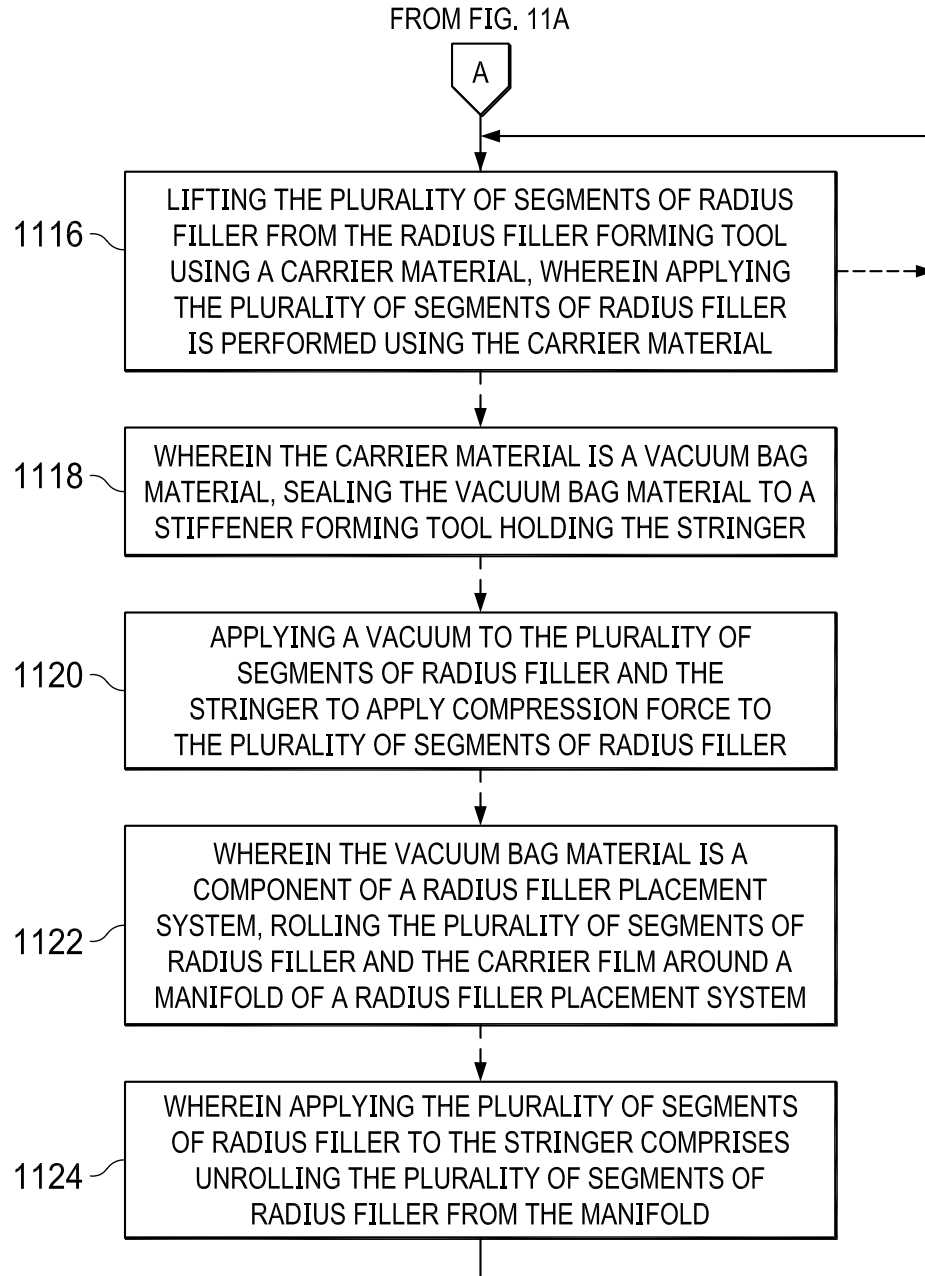 FROM FIG. 11A
A
1116
LIFTING THE PLURALITY OF SEGMENTS OF RADIUS
FILLER FROM THE RADIUS FILLER FORMING TOOL
USING A CARRIER MATERIAL, WHEREIN APPLYING
THE PLURALITY OF SEGMENTS OF RADIUS FILLER
IS PERFORMED USING THE CARRIER MATERIAL
1118
WHEREIN THE CARRIER MATERIAL IS A VACUUM BAG
MATERIAL, SEALING THE VACUUM BAG MATERIAL TO A
STIFFENER FORMING TOOL HOLDING THE STRINGER
1120
APPLYING A VACUUM TO THE PLURALITY OF
SEGMENTS OF RADIUS FILLER AND THE
STRINGER TO APPLY COMPRESSION FORCE TO
THE PLURALITY OF SEGMENTS OF RADIUS FILLER
1122
WHEREIN THE VACUUM BAG MATERIAL IS A
COMPONENT OF A RADIUS FILLER PLACEMENT
SYSTEM, ROLLING THE PLURALITY OF SEGMENTS OF
RADIUS FILLER AND THE CARRIER FILM AROUND A
MANIFOLD OF A RADIUS FILLER PLACEMENT SYSTEM
1124
WHEREIN APPLYING THE PLURALITY OF SEGMENTS
OF RADIUS FILLER TO THE STRINGER COMPRISES
UNROLLING THE PLURALITY OF SEGMENTS OF
RADIUS FILLER FROM THE MANIFOLD